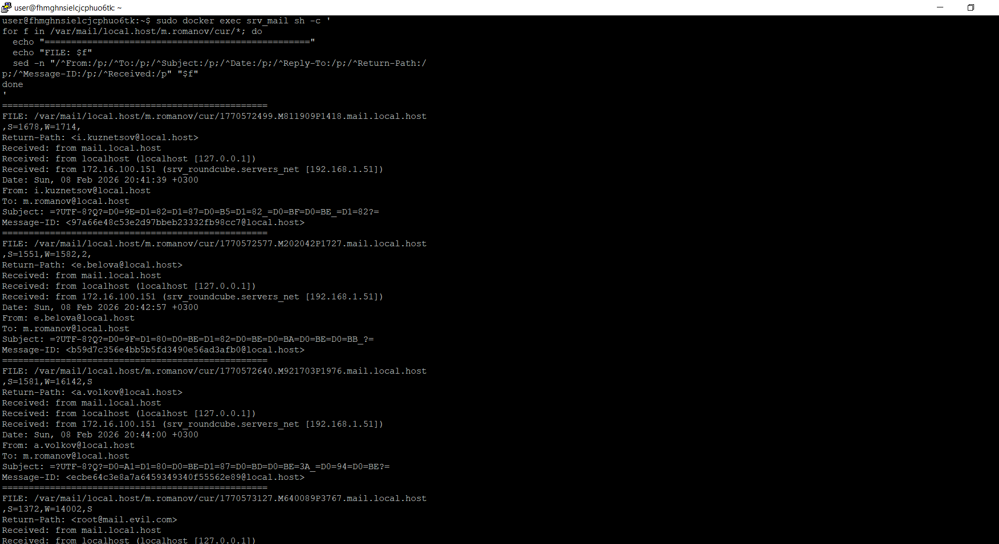 user@fhmghnsielcjcphuo6tk: ~
user@fhmghnsielcjcphuo6tk:~$ sudo docker exec srv_mail sh -c '
for f in /var/mail/local.host/m.romanov/cur/*; do
  echo "=================================================="
  echo "FILE: $f"
  sed -n "/^From:/p;/^To:/p;/^Subject:/p;/^Date:/p;/^Reply-To:/p;/^Return-Path:/
p;/^Message-ID:/p;/^Received:/p" "$f"
done
'
==================================================
FILE: /var/mail/local.host/m.romanov/cur/1770572499.M811909P1418.mail.local.host
,S=1678,W=1714,
Return-Path: <i.kuznetsov@local.host>
Received: from mail.local.host
Received: from localhost (localhost [127.0.0.1])
Received: from 172.16.100.151 (srv_roundcube.servers_net [192.168.1.51])
Date: Sun, 08 Feb 2026 20:41:39 +0300
From: i.kuznetsov@local.host
To: m.romanov@local.host
Subject: =?UTF-8?Q?=D0=9E=D1=82=D1=87=D0=B5=D1=82_=D0=BF=D0=BE_=D1=82?=
Message-ID: <97a66e48c53e2d97bbeb23332fb98cc7@local.host>
==================================================
FILE: /var/mail/local.host/m.romanov/cur/1770572577.M202042P1727.mail.local.host
,S=1551,W=1582,2,
Return-Path: <e.belova@local.host>
Received: from mail.local.host
Received: from localhost (localhost [127.0.0.1])
Received: from 172.16.100.151 (srv_roundcube.servers_net [192.168.1.51])
Date: Sun, 08 Feb 2026 20:42:57 +0300
From: e.belova@local.host
To: m.romanov@local.host
Subject: =?UTF-8?Q?=D0=9F=D1=80=D0=BE=D1=82=D0=BE=D0=BA=D0=BE=D0=BB_?=
Message-ID: <b59d7c356e4bb5b5fd3490e56ad3afb0@local.host>
==================================================
FILE: /var/mail/local.host/m.romanov/cur/1770572640.M921703P1976.mail.local.host
,S=1581,W=16142,S
Return-Path: <a.volkov@local.host>
Received: from mail.local.host
Received: from localhost (localhost [127.0.0.1])
Received: from 172.16.100.151 (srv_roundcube.servers_net [192.168.1.51])
Date: Sun, 08 Feb 2026 20:44:00 +0300
From: a.volkov@local.host
To: m.romanov@local.host
Subject: =?UTF-8?Q?=D0=A1=D1=80=D0=BE=D1=87=D0=BD=D0=BE=3A_=D0=94=D0=BE?=
Message-ID: <ecbe64c3e8a7a6459349340f55562e89@local.host>
==================================================
FILE: /var/mail/local.host/m.romanov/cur/1770573127.M640089P3767.mail.local.host
,S=1372,W=14002,S
Return-Path: <root@mail.evil.com>
Received: from mail.local.host
Received: from localhost (localhost [127.0.0.1])